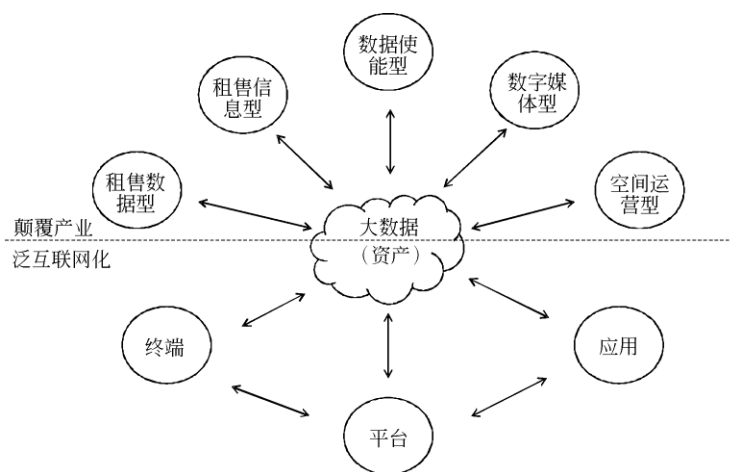 数据使
能型
租售信
息型
数字媒
体型
租售数
据型
空间运
营型
颠覆产业
大数据
（资产）
泛互联网化
终端
应用
平台